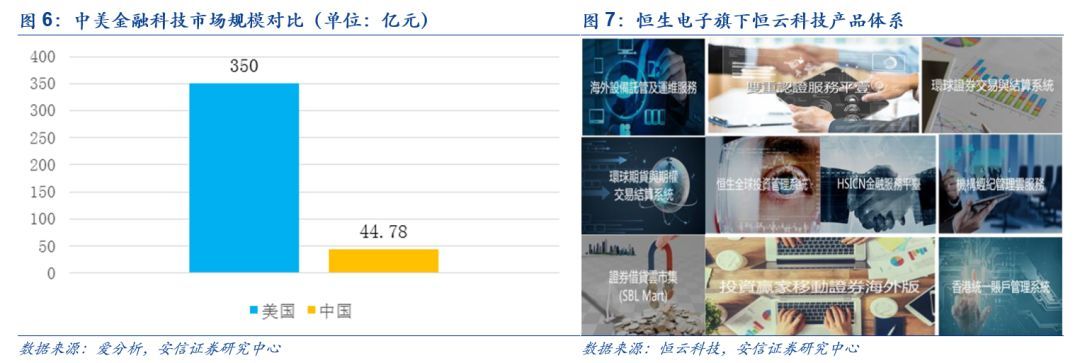 图 6：中美金融科技市场规模对比（单位：亿元）
400
350
300
250
200
150
100
50
0
350
44.78
美国
中国
数据来源：爱分析，安信证券研究中心
图 7：恒生电子旗下恒云科技产品体系
海外設備託管及運維服務
雙重認證服務平臺
環球證券交易與結算系統
環球期貨與期權
交易結算系統
恒生全球投資管理系統
HSICN金融服務平臺
機構經紀管理雲服務
證券借貸雲市集
(SBL Mart)
投資贏家移動證券海外版
香港統一賬戶管理系統
数据来源：恒云科技，安信证券研究中心